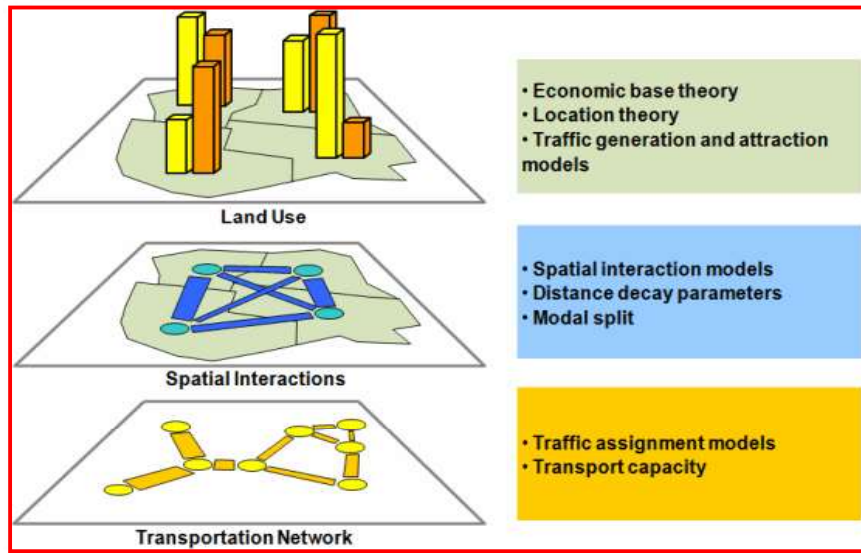 • Economic base theory
• Location theory
• Traffic generation and attraction
models
Land Use
• Spatial interaction models
• Distance decay parameters
• Modal split
Spatial Interactions
• Traffic assignment models
• Transport capacity
Transportation Network